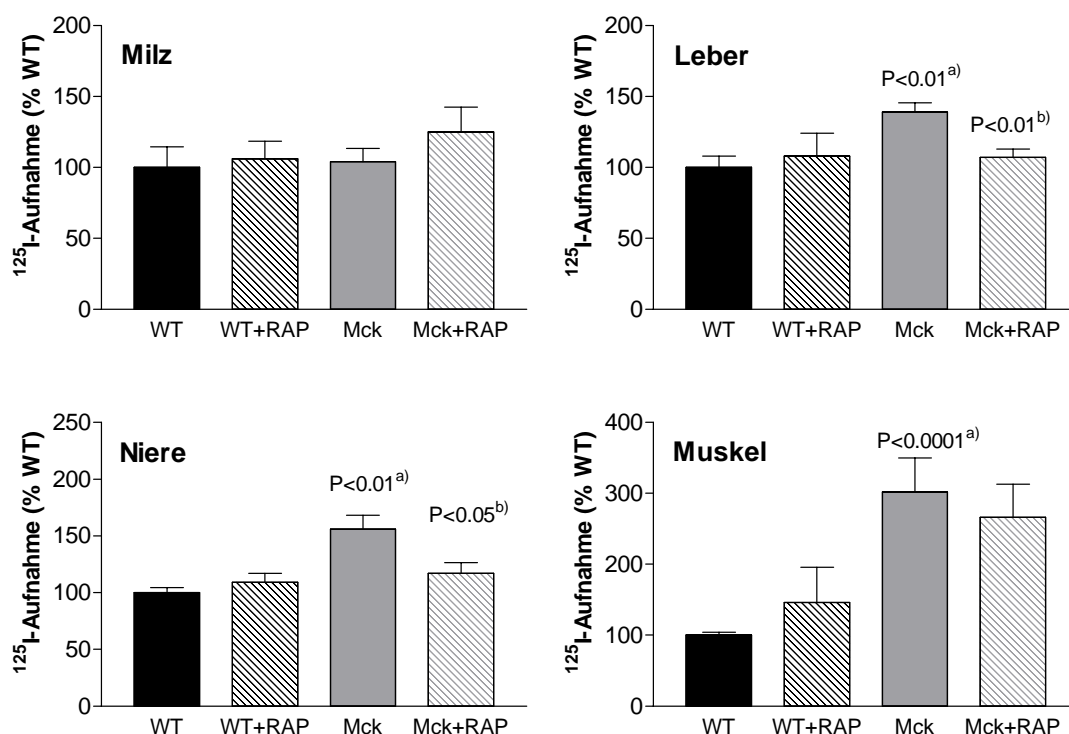 Milz
¹²⁵I-Aufnahme (% WT)
200
150
100
50
0
WT WT+RAP Mck Mck+RAP
Leber
¹²⁵I-Aufnahme (% WT)
200
150
100
50
0
P<0.01ᵃ⁾
P<0.01ᵇ⁾
WT WT+RAP Mck Mck+RAP
Niere
¹²⁵I-Aufnahme (% WT)
250
200
150
100
50
0
P<0.01ᵃ⁾
P<0.05ᵇ⁾
WT WT+RAP Mck Mck+RAP
Muskel
¹²⁵I-Aufnahme (% WT)
400
300
200
100
0
P<0.0001ᵃ⁾
WT WT+RAP Mck Mck+RAP